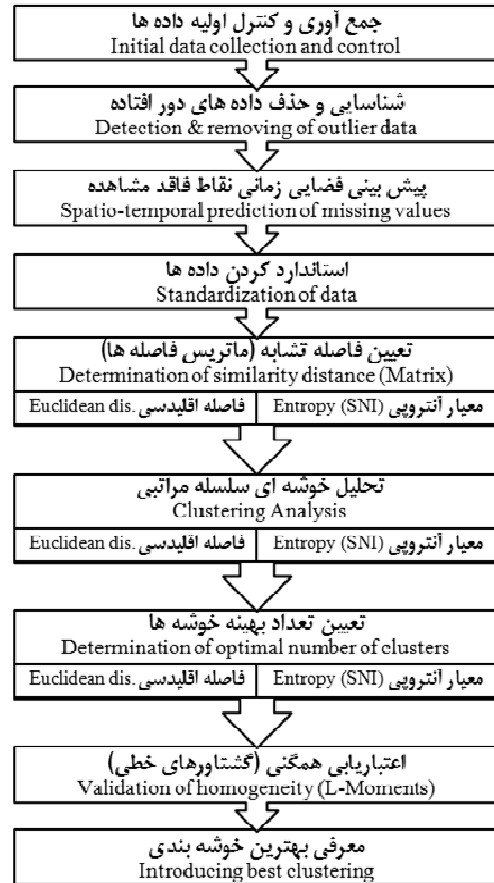 جمع آوری و کنترل اولیه داده ها
Initial data collection and control
شناسایی و حذف داده های دور افتاده
Detection & removing of outlier data
پیش بینی فضایی زمانی نقاط فاقد مشاهده
Spatio-temporal prediction of missing values
استاندارد کردن داده ها
Standardization of data
تعیین فاصله تشابه (ماتریس فاصله ها)
Determination of similarity distance (Matrix)
Euclidean dis. فاصله اقلیدسی
Entropy (SNI) معیار آنتروپی
تحلیل خوشه ای سلسله مراتبی
Clustering Analysis
Euclidean dis. فاصله اقلیدسی
Entropy (SNI) معیار آنتروپی
تعیین تعداد بهینه خوشه ها
Determination of optimal number of clusters
Euclidean dis. فاصله اقلیدسی
Entropy (SNI) معیار آنتروپی
اعتباریابی همگنی (گشتاورهای خطی)
Validation of homogeneity (L-Moments)
معرفی بهترین خوشه بندی
Introducing best clustering